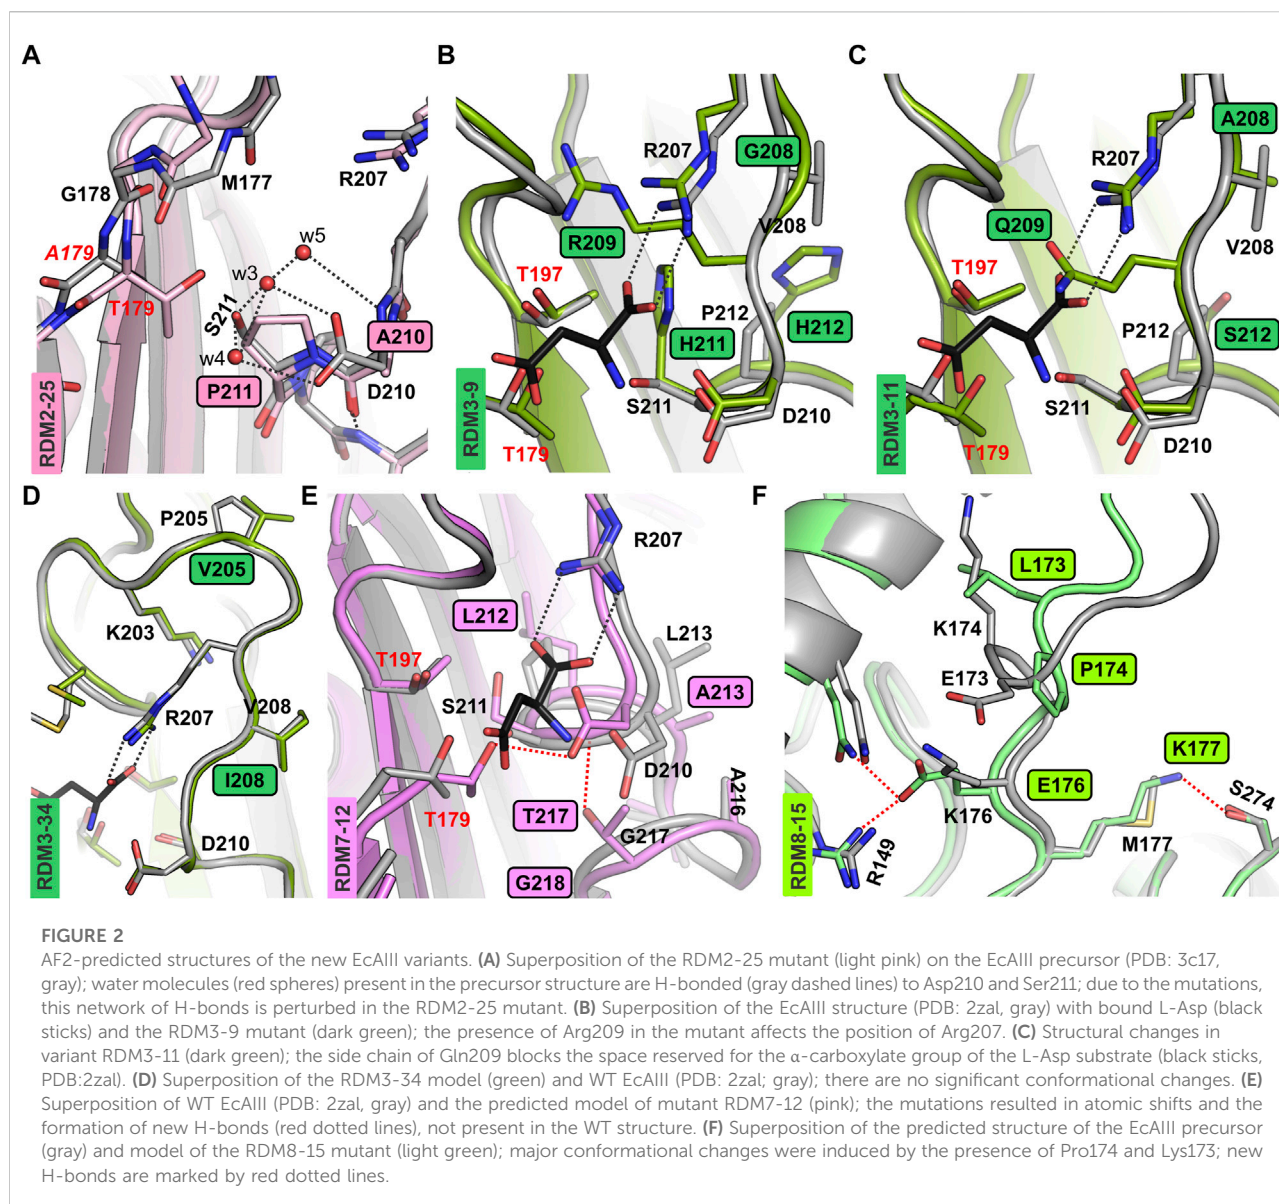 A
G178
M177
R207
A179
T179
w5
w3
S211
w4
A210
P211
D210
RDM2-25
B
R207
G208
V208
R209
T197
P212
H212
H211
S211
D210
T179
RDM3-9
C
A208
R207
V208
Q209
T197
P212
S212
S211
D210
T179
RDM3-11
D
P205
V205
K203
R207
V208
I208
D210
RDM3-34
E
R207
L212
L213
T197
A213
S211
D210
A216
T179
T217
G217
G218
RDM7-12
F
L173
K174
E173
P174
K177
E176
S274
K176
M177
R149
RDM8-15
FIGURE 2
AF2-predicted structures of the new EcAIII variants. (A) Superposition of the RDM2-25 mutant (light pink) on the EcAIII precursor (PDB: 3c17,
gray); water molecules (red spheres) present in the precursor structure are H-bonded (gray dashed lines) to Asp210 and Ser211; due to the mutations,
this network of H-bonds is perturbed in the RDM2-25 mutant. (B) Superposition of the EcAIII structure (PDB: 2zal, gray) with bound L-Asp (black
sticks) and the RDM3-9 mutant (dark green); the presence of Arg209 in the mutant affects the position of Arg207. (C) Structural changes in
variant RDM3-11 (dark green); the side chain of Gln209 blocks the space reserved for the α-carboxylate group of the L-Asp substrate (black sticks,
PDB:2zal). (D) Superposition of the RDM3-34 model (green) and WT EcAIII (PDB: 2zal; gray); there are no significant conformational changes. (E)
Superposition of WT EcAIII (PDB: 2zal, gray) and the predicted model of mutant RDM7-12 (pink); the mutations resulted in atomic shifts and the
formation of new H-bonds (red dotted lines), not present in the WT structure. (F) Superposition of the predicted structure of the EcAIII precursor
(gray) and model of the RDM8-15 mutant (light green); major conformational changes were induced by the presence of Pro174 and Lys173; new
H-bonds are marked by red dotted lines.